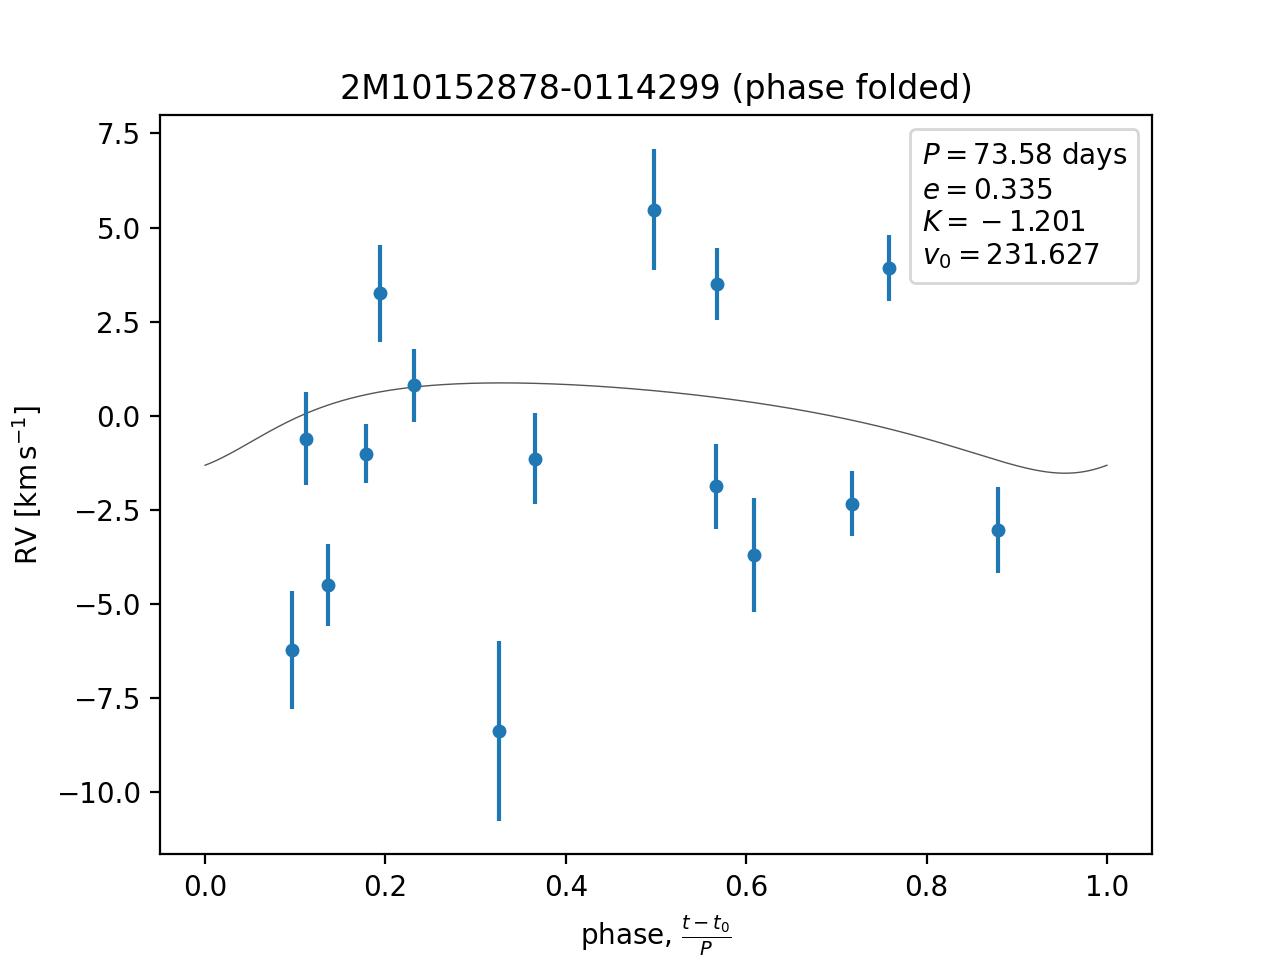 2M10152878-0114299 (phase folded)
P = 73.58 days
e = 0.335
K = −1.201
v₀ = 231.627
RV [km s⁻¹]
7.5
5.0
2.5
0.0
−2.5
−5.0
−7.5
−10.0
0.0 0.2 0.4 0.6 0.8 1.0
phase, (t − t₀)/P